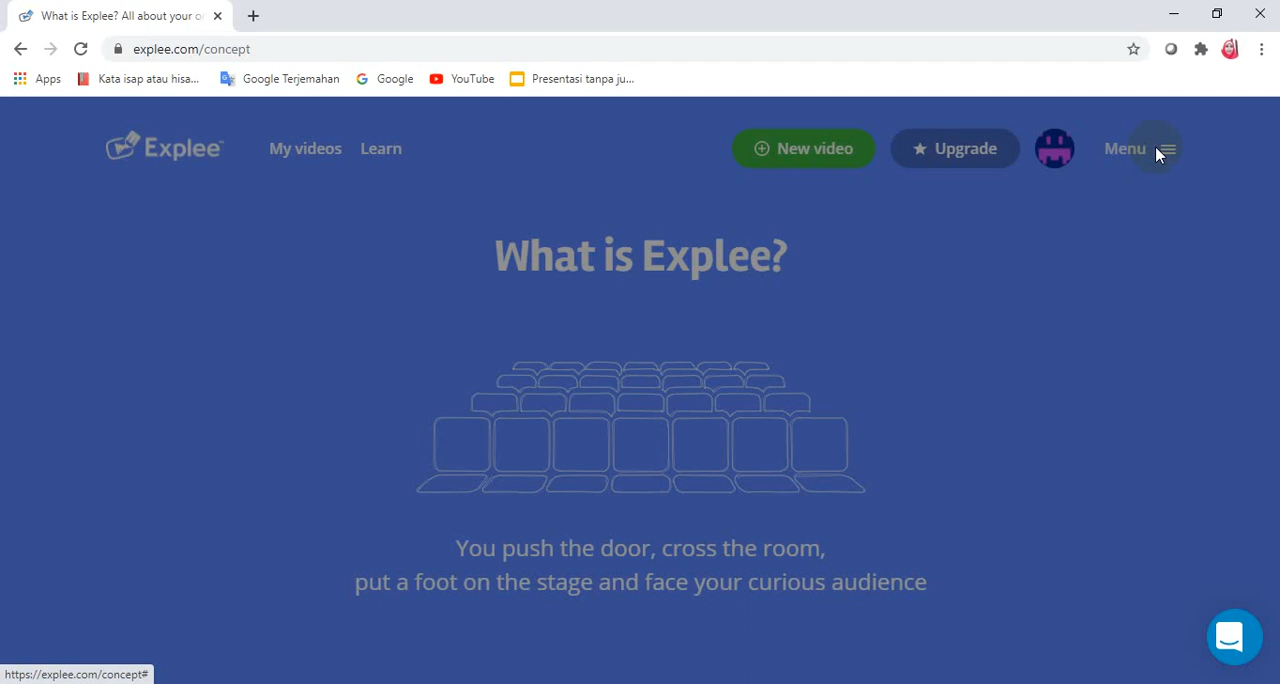 What is Explee? All about your o
explee.com/concept
Apps
Kata isap atau hisa...
Google Terjemahan
Google
YouTube
Presentasi tanpa ju...
Explee™
My videos
Learn
New video
Upgrade
Menu
What is Explee?
You push the door, cross the room,
put a foot on the stage and face your curious audience
https://explee.com/concept#